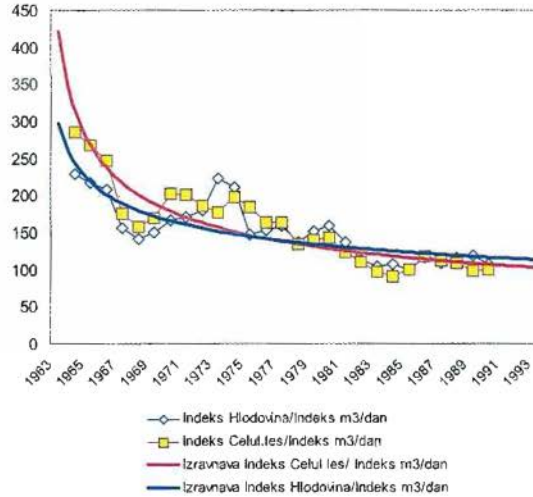 450
400
350
300
250
200
150
100
50
0
1963 1965 1967 1969 1971 1973 1975 1977 1979 1981 1983 1985 1987 1989 1991 1993
Indeks Hlodovina/Indeks m3/dan
Indeks Celul.les/Indeks m3/dan
Izravnava Indeks Celul les/ Indeks m3/dan
Izravnava Indeks Hlodovina/Indeks m3/dan